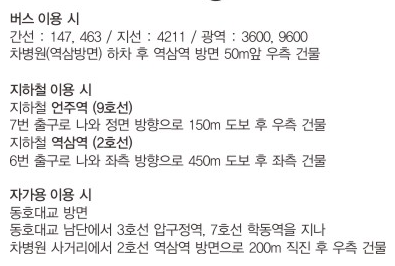 버스 이용 시
간선 : 147, 463 / 지선 : 4211 / 광역 : 3600, 9600
차병원(역삼방면) 하차 후 역삼역 방면 50m앞 우측 건물
지하철 이용 시
지하철 언주역 (9호선)
7번 출구로 나와 정면 방향으로 150m 도보 후 우측 건물
지하철 역삼역 (2호선)
6번 출구로 나와 좌측 방향으로 450m 도보 후 좌측 건물
자가용 이용 시
동호대교 방면
동호대교 남단에서 3호선 압구정역, 7호선 학동역을 지나
차병원 사거리에서 2호선 역삼역 방면으로 200m 직진 후 우측 건물